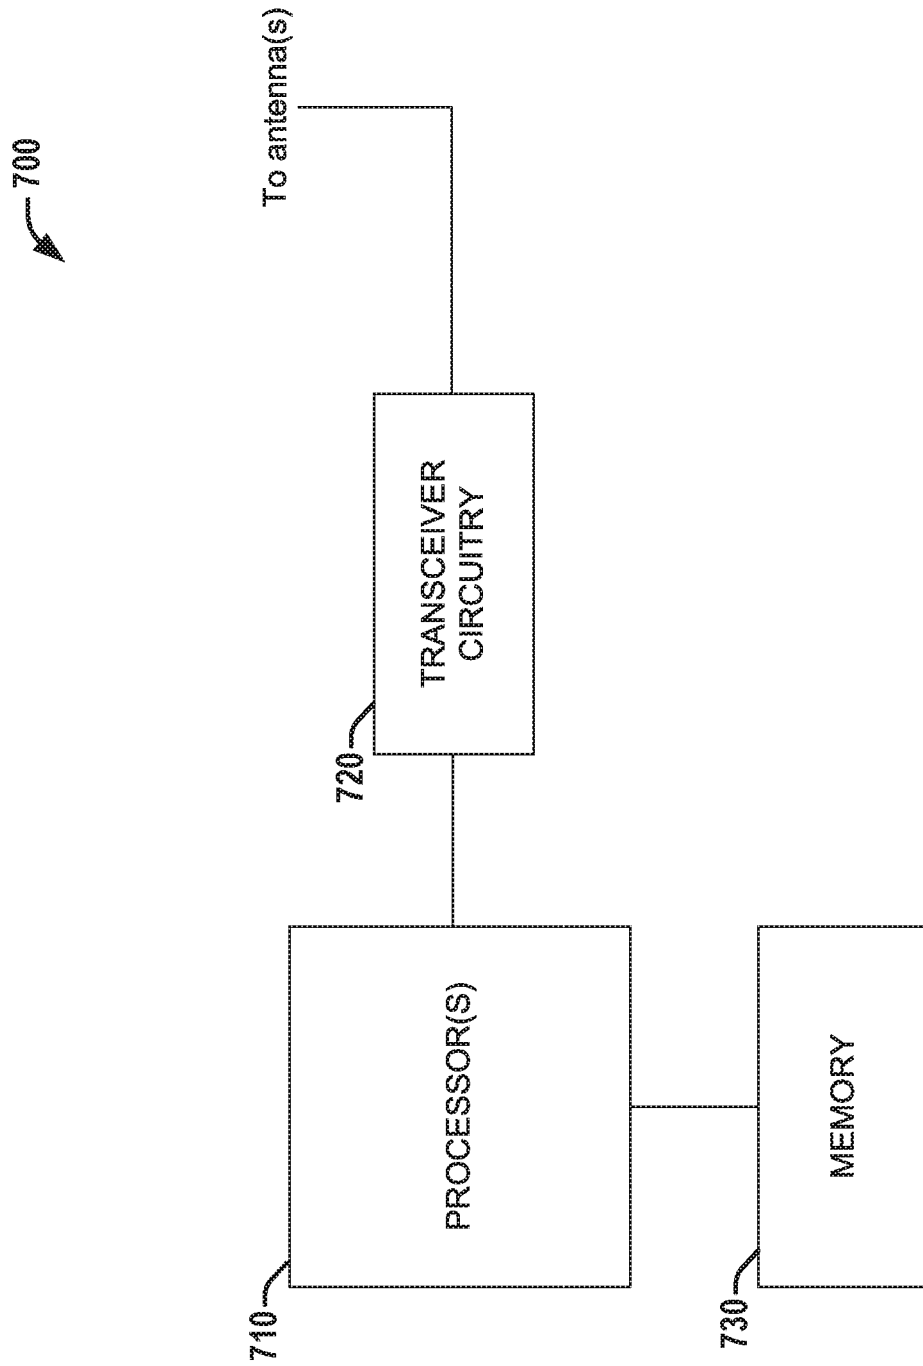 700
To antenna(s)
720
TRANSCEIVER
CIRCUITRY
710
PROCESSOR(S)
730
MEMORY